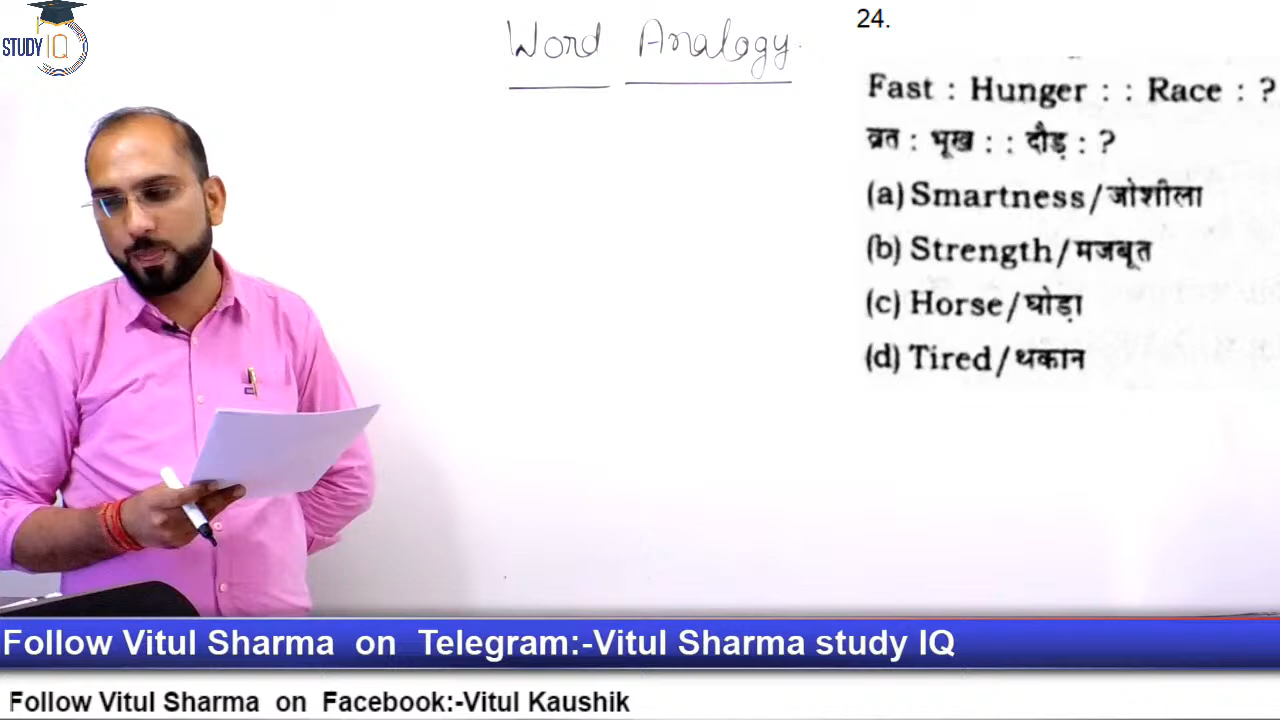 STUDY IQ
Word Analogy.
24.
Fast : Hunger : : Race : ?
व्रत : भूख : : दौड़ : ?
(a) Smartness/जोशीला
(b) Strength/मजबूत
(c) Horse/घोड़ा
(d) Tired/थकान
Follow Vitul Sharma on Telegram:-Vitul Sharma study IQ
Follow Vitul Sharma on Facebook:-Vitul Kaushik